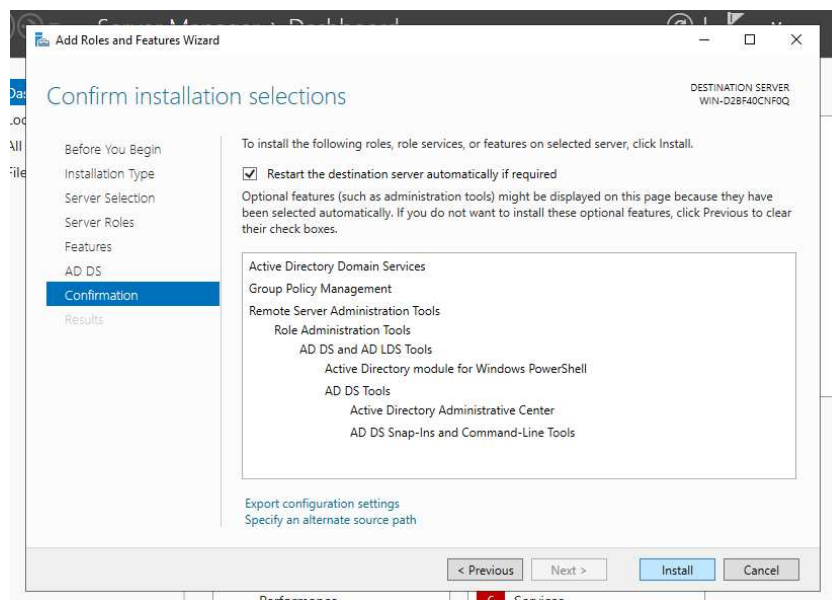 Add Roles and Features Wizard
Confirm installation selections
DESTINATION SERVER
WIN-D2BF40CNF0Q
Before You Begin
Installation Type
Server Selection
Server Roles
Features
AD DS
Confirmation
Results
To install the following roles, role services, or features on selected server, click Install.
Restart the destination server automatically if required
Optional features (such as administration tools) might be displayed on this page because they have
been selected automatically. If you do not want to install these optional features, click Previous to clear
their check boxes.
Active Directory Domain Services
Group Policy Management
Remote Server Administration Tools
Role Administration Tools
AD DS and AD LDS Tools
Active Directory module for Windows PowerShell
AD DS Tools
Active Directory Administrative Center
AD DS Snap-Ins and Command-Line Tools
Export configuration settings
Specify an alternate source path
< Previous
Next >
Install
Cancel
Performance
Services